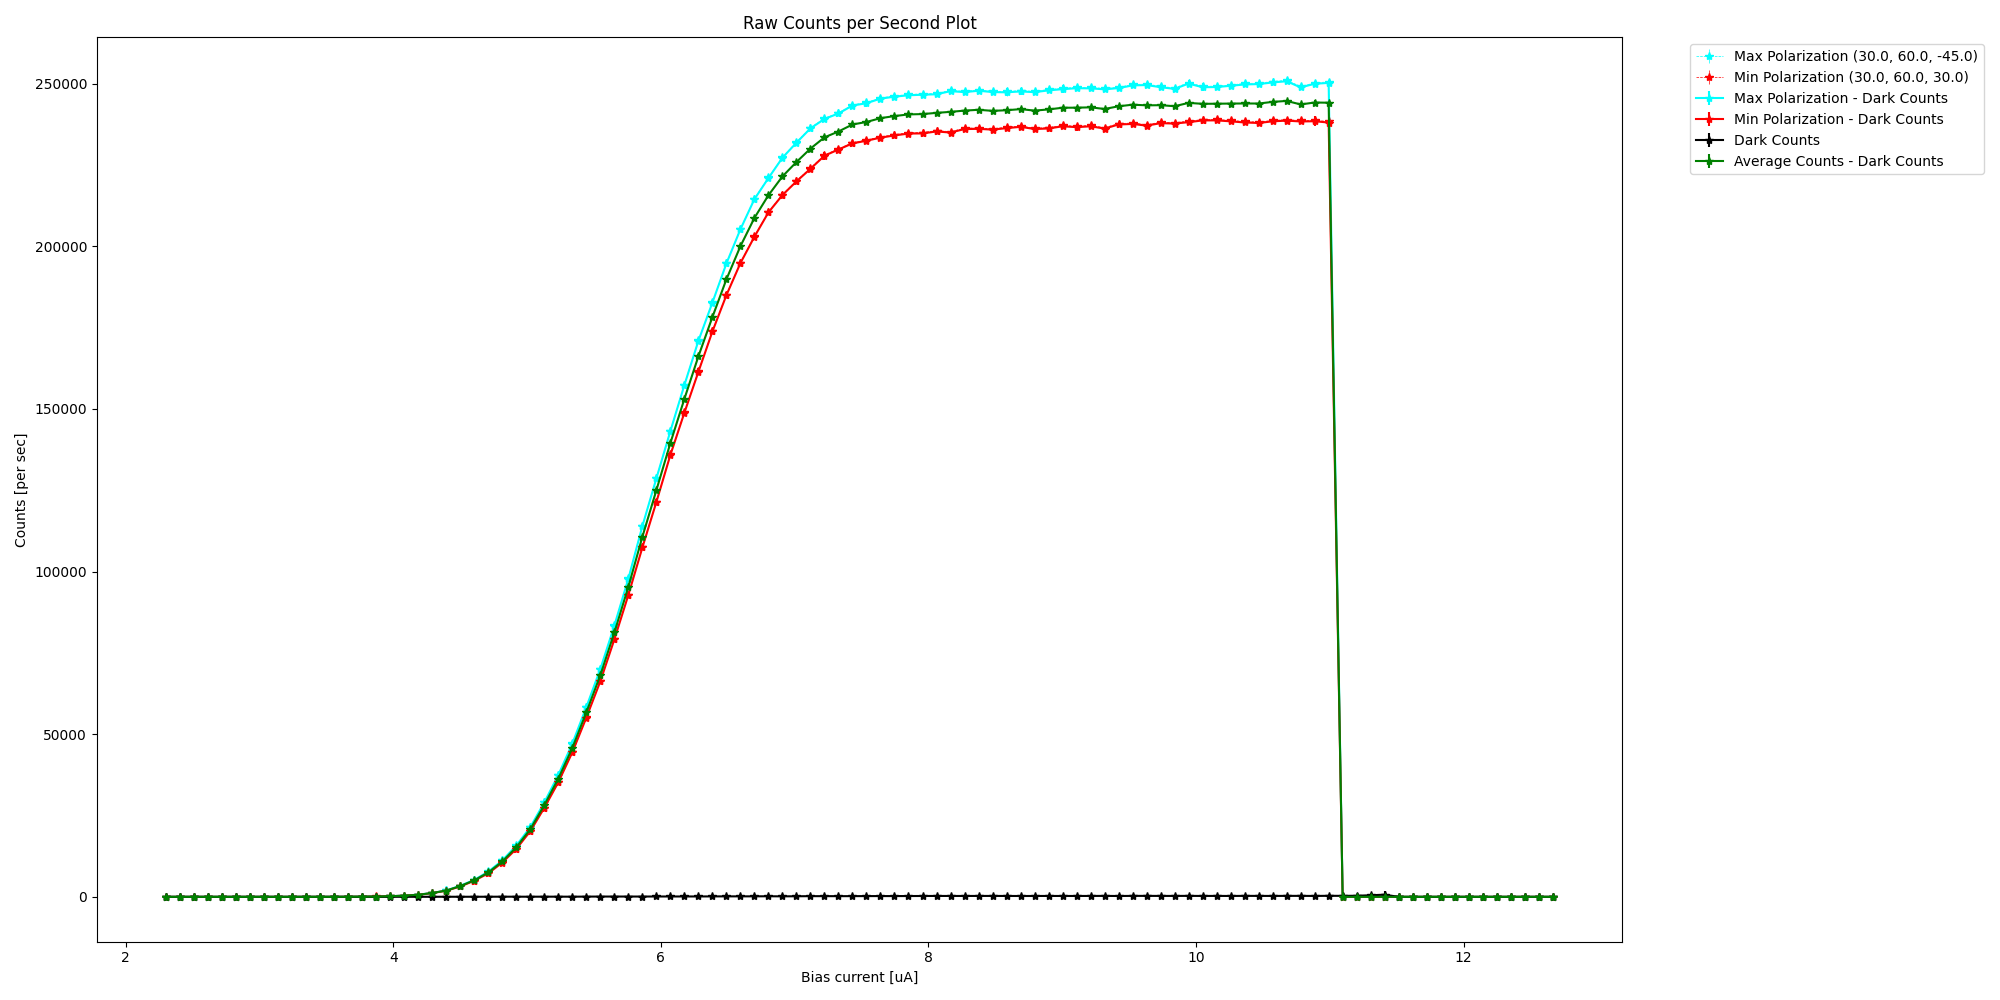 Raw Counts per Second Plot
Max Polarization (30.0, 60.0, -45.0)
Min Polarization (30.0, 60.0, 30.0)
Max Polarization - Dark Counts
Min Polarization - Dark Counts
Dark Counts
Average Counts - Dark Counts
Counts [per sec]
250000
200000
150000
100000
50000
0
2 4 6 8 10 12
Bias current [uA]